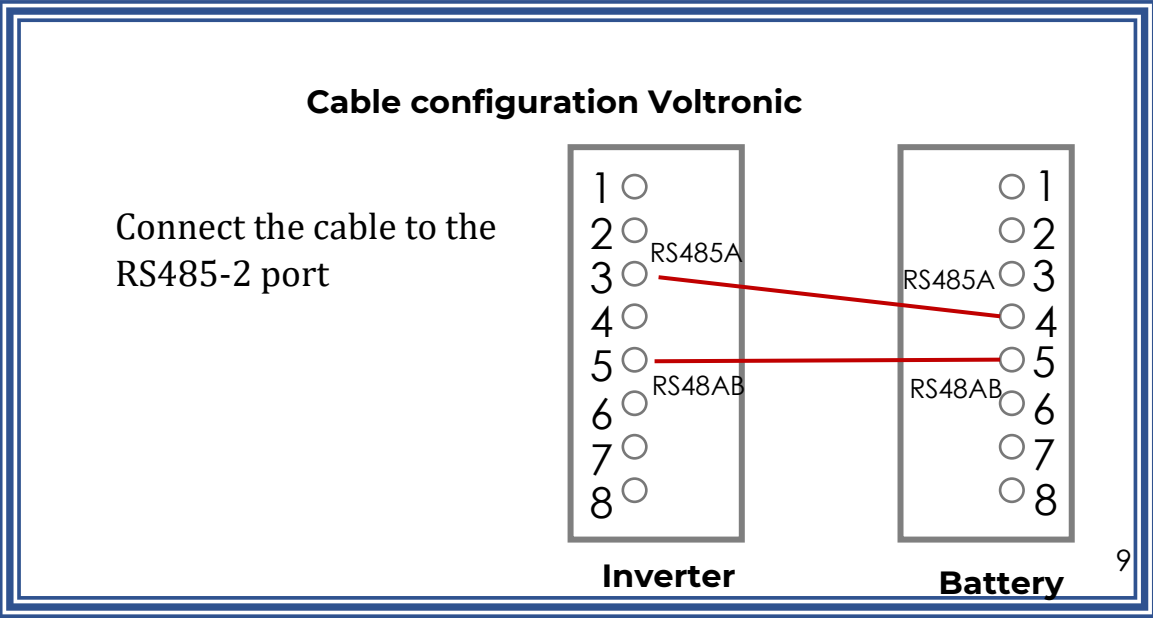 Cable configuration Voltronic
Connect the cable to the
RS485-2 port
1
2
RS485A
3
4
5
RS48AB
6
7
8
Inverter
1
2
RS485A
3
4
5
RS48AB
6
7
8
Battery
9